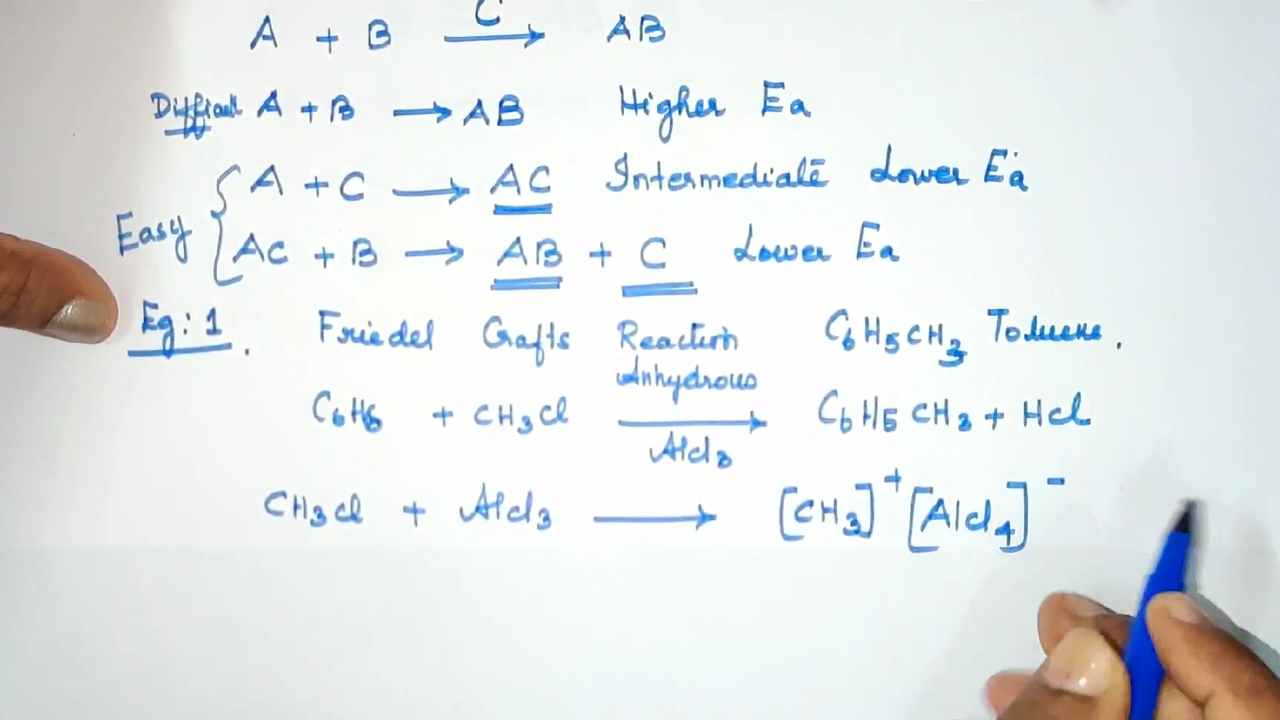 A + B —C→ AB
Difficult A + B → AB Higher Ea
Easy { A + C → AC Intermediate Lower Ea
AC + B → AB + C Lower Ea
Eg: 1. Friedel Crafts Reaction C6H5CH3 Toluene.
Anhydrous
C6H6 + CH3Cl → C6H5CH3 + HCl
AlCl3
CH3Cl + AlCl3 → [CH3]+ [AlCl4]-